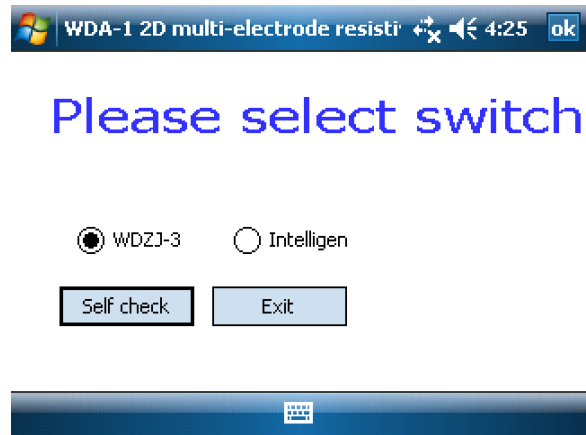 WDA-1 2D multi-electrode resisti 4:25 ok
Please select switch
WDZJ-3 Intelligen
Self check Exit